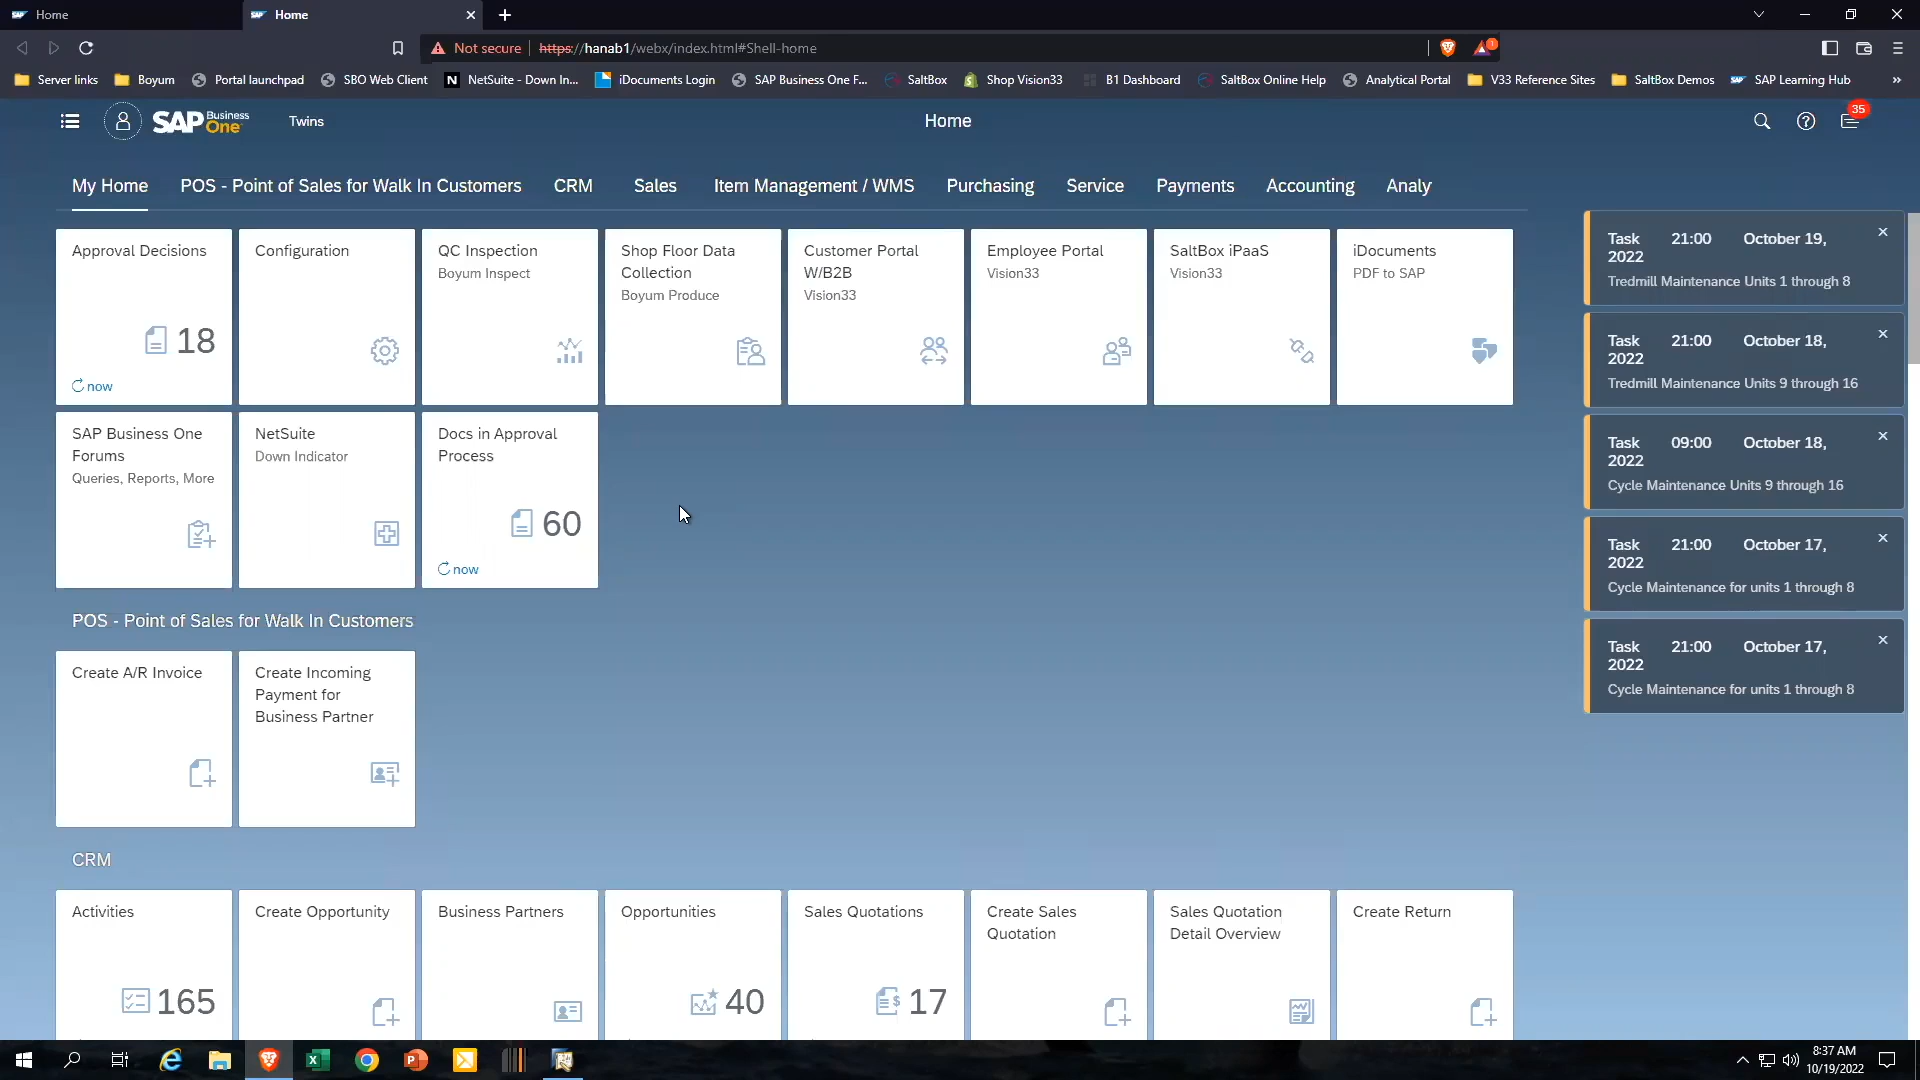 Home
Home
Not secure https://hanab1/webx/index.html#Shell-home
1
Server links Boyum Portal launchpad SBO Web Client NetSuite - Down In... iDocuments Login SAP Business One F... SaltBox Shop Vision33 B1 Dashboard SaltBox Online Help Analytical Portal V33 Reference Sites SaltBox Demos SAP Learning Hub »
SAP Business One Twins
Home
35
My Home POS - Point of Sales for Walk In Customers CRM Sales Item Management / WMS Purchasing Service Payments Accounting Analy
Approval Decisions
18
now
Configuration
QC Inspection
Boyum Inspect
Shop Floor Data
Collection
Boyum Produce
Customer Portal
W/B2B
Vision33
Employee Portal
Vision33
SaltBox iPaaS
Vision33
iDocuments
PDF to SAP
SAP Business One
Forums
Queries, Reports, More
NetSuite
Down Indicator
Docs in Approval
Process
60
now
POS - Point of Sales for Walk In Customers
Create A/R Invoice
Create Incoming
Payment for
Business Partner
CRM
Activities
165
Create Opportunity
Business Partners
Opportunities
40
Sales Quotations
17
Create Sales
Quotation
Sales Quotation
Detail Overview
Create Return
Task 21:00 October 19,
2022
Tredmill Maintenance Units 1 through 8
Task 21:00 October 18,
2022
Tredmill Maintenance Units 9 through 16
Task 09:00 October 18,
2022
Cycle Maintenance Units 9 through 16
Task 21:00 October 17,
2022
Cycle Maintenance for units 1 through 8
Task 21:00 October 17,
2022
Cycle Maintenance for units 1 through 8
8:37 AM
10/19/2022